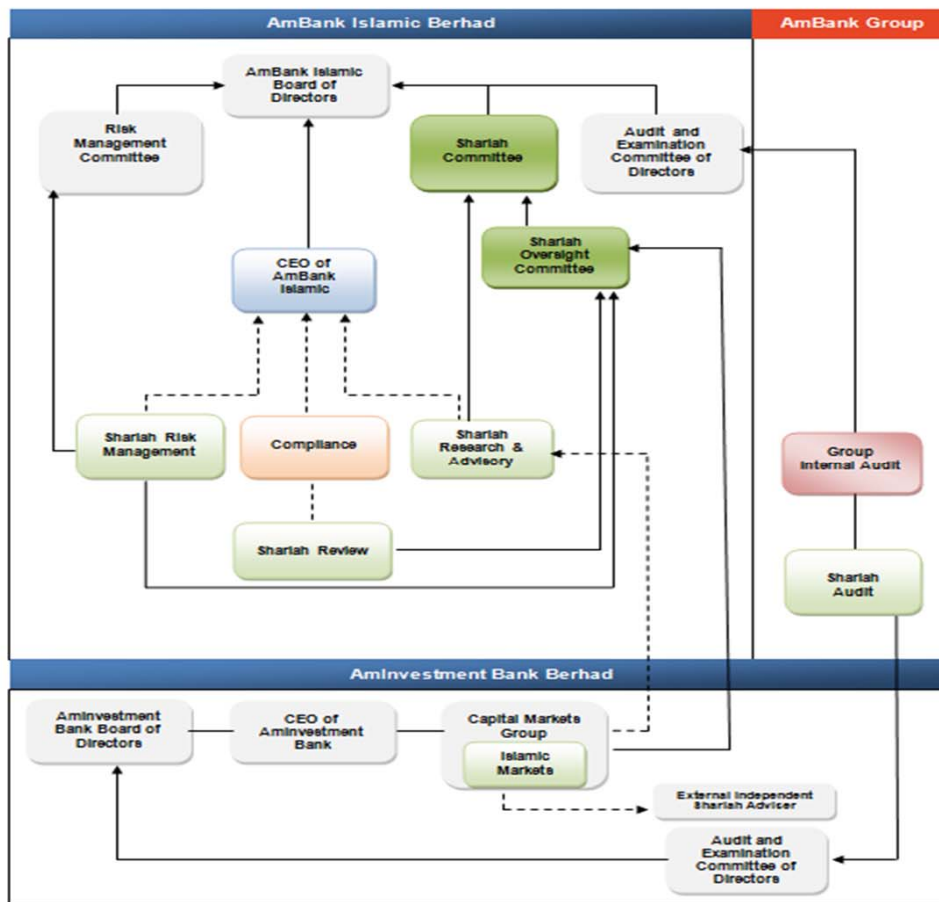 AmBank Islamic Berhad
AmBank Group
AmBank Islamic
Board of
Directors
Risk
Management
Committee
Shariah
Committee
Audit and
Examination
Committee of
Directors
Shariah
Oversight
Committee
CEO of
AmBank
Islamic
Shariah Risk
Management
Compliance
Shariah
Research &
Advisory
Group
Internal Audit
Shariah Review
Shariah
Audit
AmInvestment Bank Berhad
AmInvestment
Bank Board of
Directors
CEO of
AmInvestment
Bank
Capital Markets
Group
Islamic
Markets
External Independent
Shariah Adviser
Audit and
Examination
Committee of
Directors